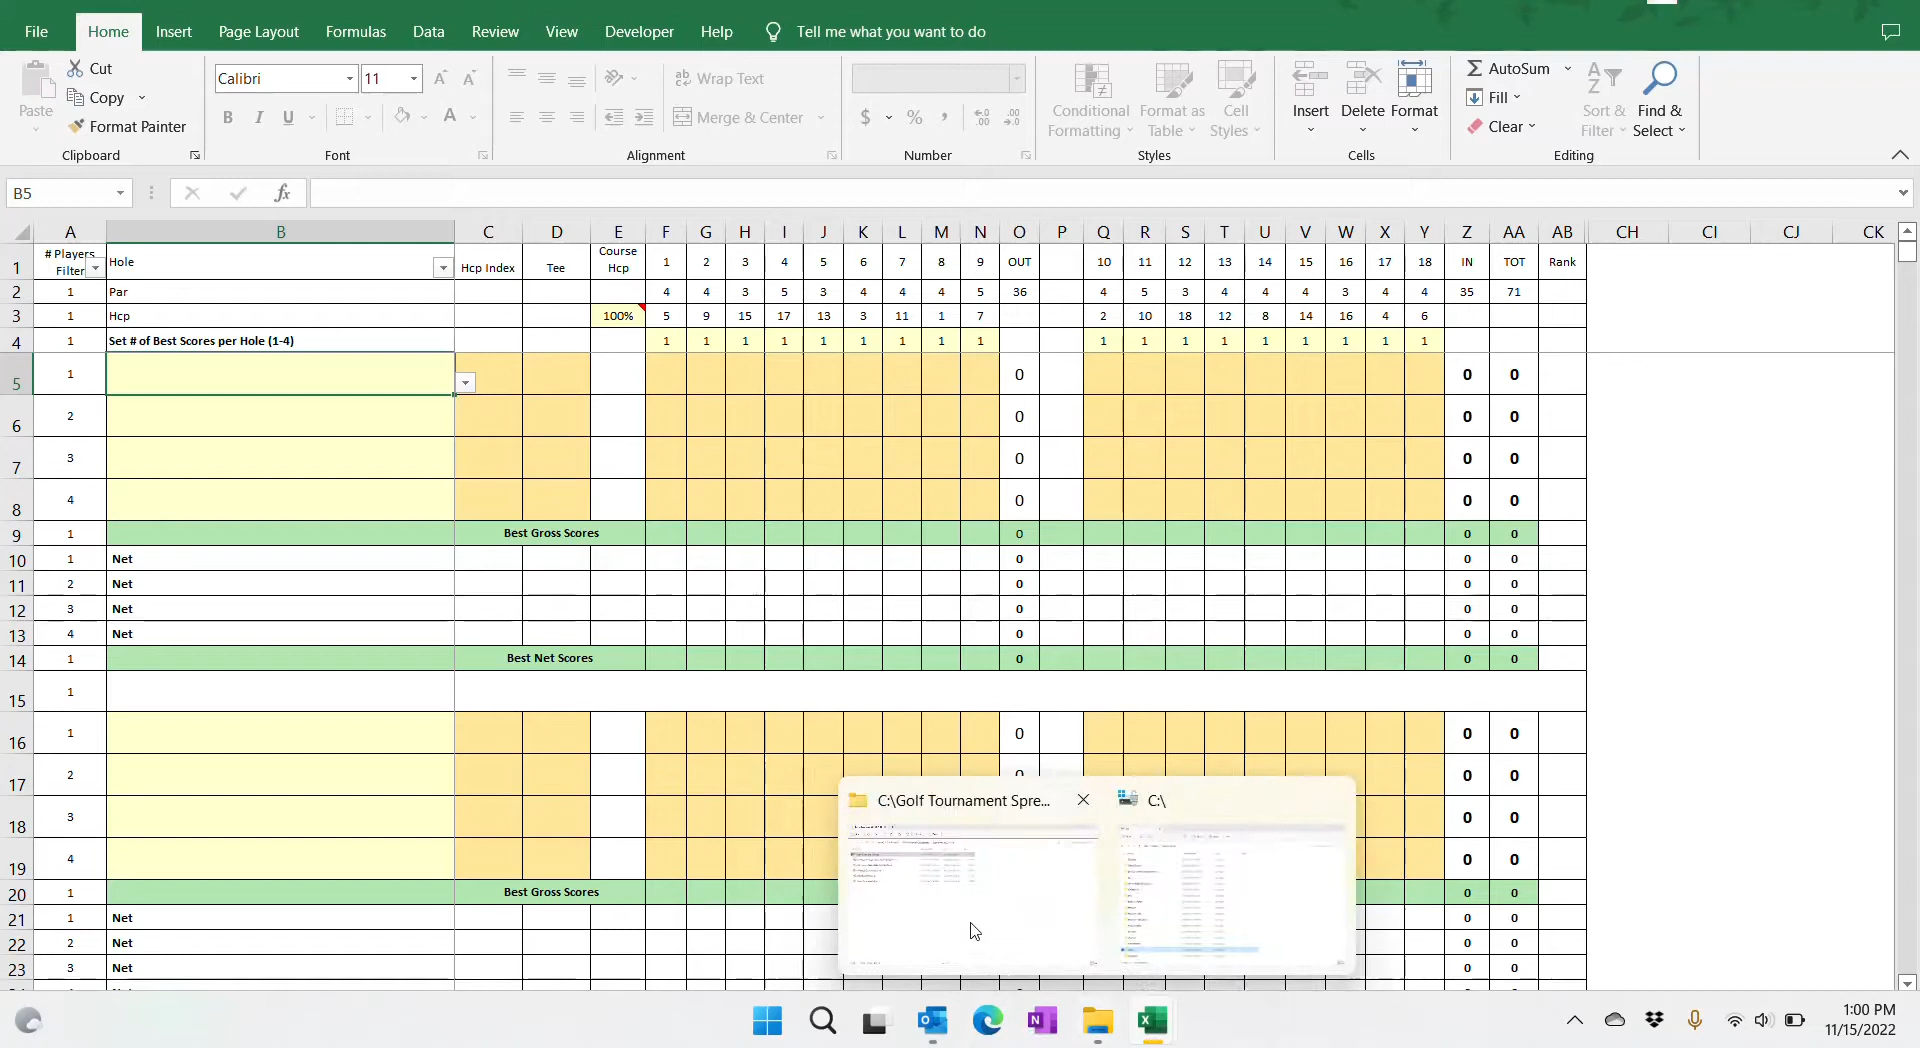 File Home Insert Page Layout Formulas Data Review View Developer Help Tell me what you want to do
Cut
Copy
Format Painter
Paste
Clipboard
Calibri 11
B I U
Font
Wrap Text
Merge & Center
Alignment
$ % ,
Number
Conditional Formatting
Format as Table
Cell Styles
Styles
Insert Delete Format
Cells
AutoSum
Fill
Clear
Sort & Filter
Find & Select
Editing
B5 fx
A B C D E F G H I J K L M N O P Q R S T U V W X Y Z AA AB CH CI CJ CK
1 # Players Filter Hole Hcp Index Tee Course Hcp 1 2 3 4 5 6 7 8 9 OUT 10 11 12 13 14 15 16 17 18 IN TOT Rank
2 1 Par 4 4 3 5 3 4 4 4 5 36 4 5 3 4 4 4 3 4 4 35 71
3 1 Hcp 100% 5 9 15 17 13 3 11 1 7 2 10 18 12 8 14 16 4 6
4 1 Set # of Best Scores per Hole (1-4) 1 1 1 1 1 1 1 1 1 1 1 1 1 1 1 1 1 1
5 1 0 0 0
6 2 0 0 0
7 3 0 0 0
8 4 0 0 0
9 1 Best Gross Scores 0 0 0
10 1 Net 0 0 0
11 2 Net 0 0 0
12 3 Net 0 0 0
13 4 Net 0 0 0
14 1 Best Net Scores 0 0 0
15 1
16 1 0 0 0
17 2 0 0 0
18 3 0 0
19 4 0 0
20 1 Best Gross Scores 0 0
21 1 Net 0 0
22 2 Net 0 0
23 3 Net 0 0
C:\Golf Tournament Spre...
C:\
1:00 PM
11/15/2022